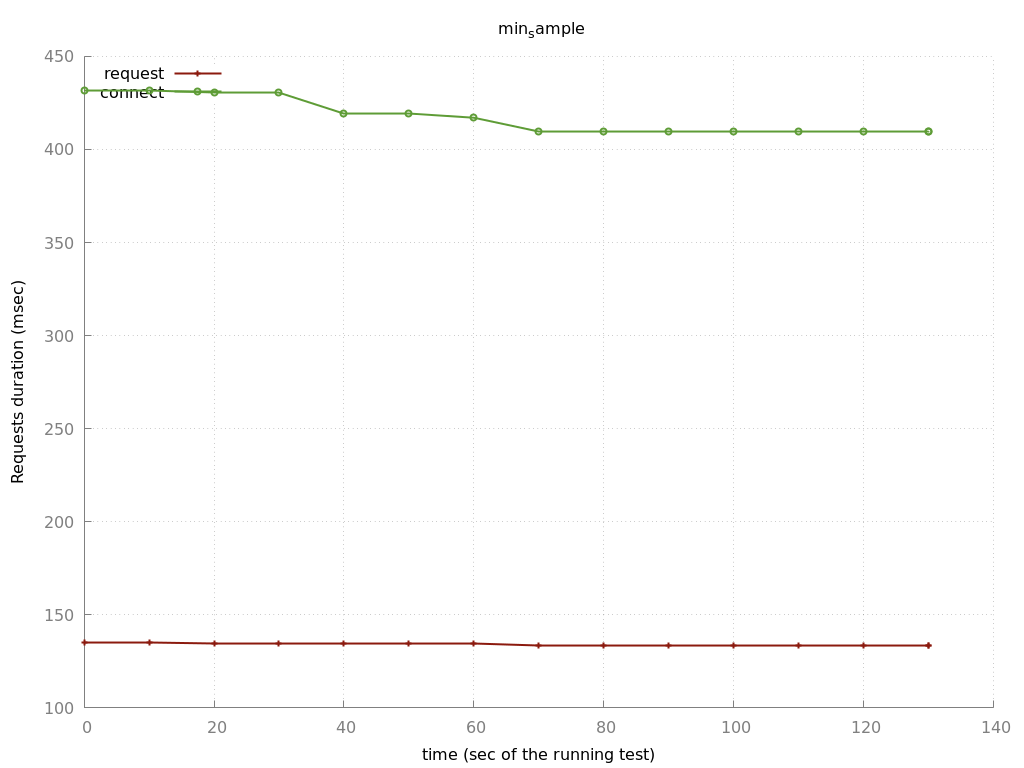 min_sample
450
request
connect
400
350
300
250
200
150
100
Requests duration (msec)
0 20 40 60 80 100 120 140
time (sec of the running test)